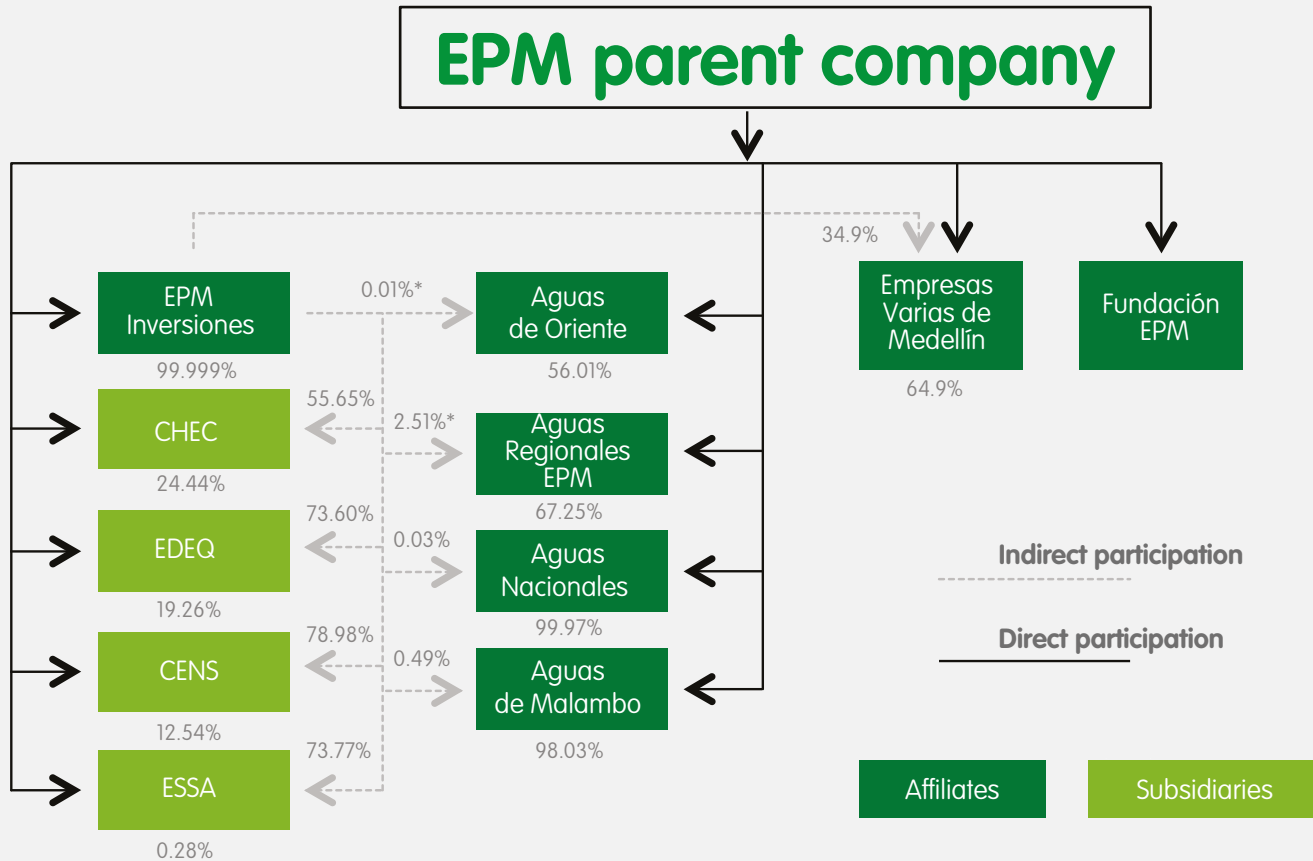 EPM parent company
34.9%
EPM
Inversiones
99.999%
0.01%*
Aguas
de Oriente
56.01%
Empresas
Varias de
Medellín
64.9%
Fundación
EPM
CHEC
24.44%
55.65%
2.51%*
Aguas
Regionales
EPM
67.25%
EDEQ
19.26%
73.60%
0.03%
Aguas
Nacionales
99.97%
CENS
12.54%
78.98%
0.49%
Aguas
de Malambo
98.03%
ESSA
0.28%
73.77%
Indirect participation
Direct participation
Affiliates
Subsidiaries